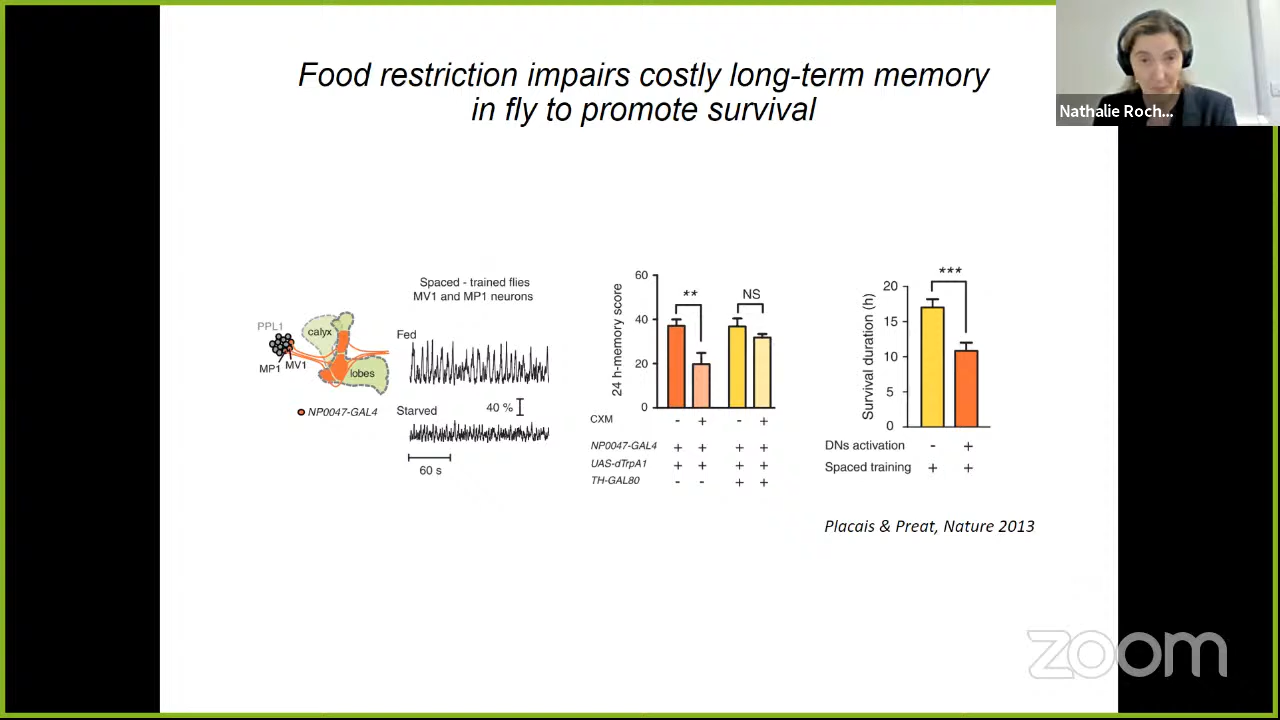 Food restriction impairs costly long-term memory
in fly to promote survival
Nathalie Roch...
PPL1
calyx
MP1
MV1
lobes
NP0047-GAL4
Spaced - trained flies
MV1 and MP1 neurons
Fed
Starved
40 %
60 s
24 h-memory score
60
40
20
0
**
NS
CXM - + - +
NP0047-GAL4 + + + +
UAS-dTrpA1 + + + +
TH-GAL80 - - + +
Survival duration (h)
20
15
10
5
0
***
DNs activation - +
Spaced training + +
Placais & Preat, Nature 2013
zoom